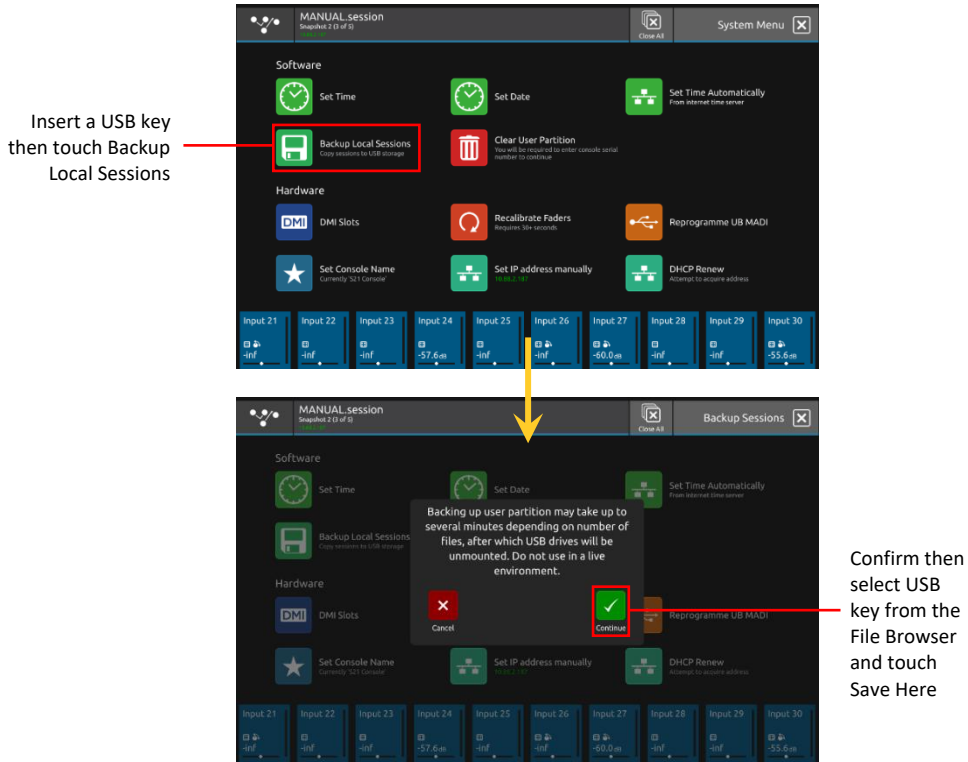 MANUAL.session
Snapshot 2 (3 of 5)
Close All
System Menu
Software
Set Time
Set Date
Set Time Automatically
From internet time server
Insert a USB key
then touch Backup
Local Sessions
Backup Local Sessions
Copy sessions to USB storage
Clear User Partition
You will be required to enter console serial
number to continue
Hardware
DMI
DMI Slots
Recalibrate Faders
Requires 30+ seconds
Reprogramme UB MADI
Set Console Name
Currently 'S21 Console'
Set IP address manually
10.88.2.187
DHCP Renew
Attempt to acquire address
Input 21
Input 22
Input 23
Input 24
Input 25
Input 26
Input 27
Input 28
Input 29
Input 30
-inf
-inf
-inf
-57.6dB
-inf
-inf
-60.0dB
-inf
-inf
-55.6dB
MANUAL.session
Snapshot 2 (3 of 5)
Close All
Backup Sessions
Software
Set Time
Set Date
Set Time Automatically
From internet time server
Backup Local Sessions
Copy sessions to USB storage
Backing up user partition may take up to
several minutes depending on number of
files, after which USB drives will be
unmounted. Do not use in a live
environment.
Cancel
Continue
Confirm then
select USB
key from the
File Browser
and touch
Save Here
Hardware
DMI
DMI Slots
Reprogramme UB MADI
Set Console Name
Currently 'S21 Console'
Set IP address manually
10.88.2.187
DHCP Renew
Attempt to acquire address
Input 21
Input 22
Input 23
Input 24
Input 25
Input 26
Input 27
Input 28
Input 29
Input 30
-inf
-inf
-inf
-57.6dB
-inf
-inf
-60.0dB
-inf
-inf
-55.6dB